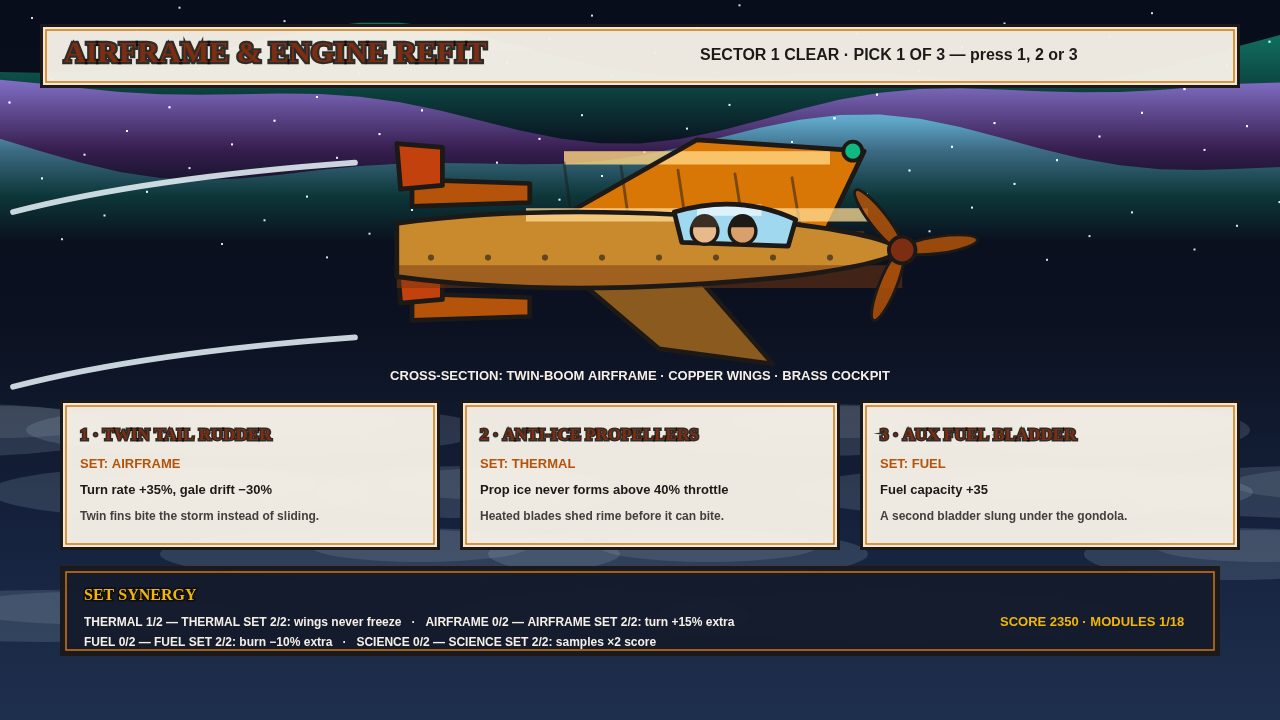 AIRFRAME & ENGINE REFIT
SECTOR 1 CLEAR · PICK 1 OF 3 — press 1, 2 or 3
CROSS-SECTION: TWIN-BOOM AIRFRAME · COPPER WINGS · BRASS COCKPIT
1 · TWIN TAIL RUDDER
SET: AIRFRAME
Turn rate +35%, gale drift −30%
Twin fins bite the storm instead of sliding.
2 · ANTI-ICE PROPELLERS
SET: THERMAL
Prop ice never forms above 40% throttle
Heated blades shed rime before it can bite.
3 · AUX FUEL BLADDER
SET: FUEL
Fuel capacity +35
A second bladder slung under the gondola.
SET SYNERGY
THERMAL 1/2 — THERMAL SET 2/2: wings never freeze · AIRFRAME 0/2 — AIRFRAME SET 2/2: turn +15% extra
FUEL 0/2 — FUEL SET 2/2: burn −10% extra · SCIENCE 0/2 — SCIENCE SET 2/2: samples ×2 score
SCORE 2350 · MODULES 1/18